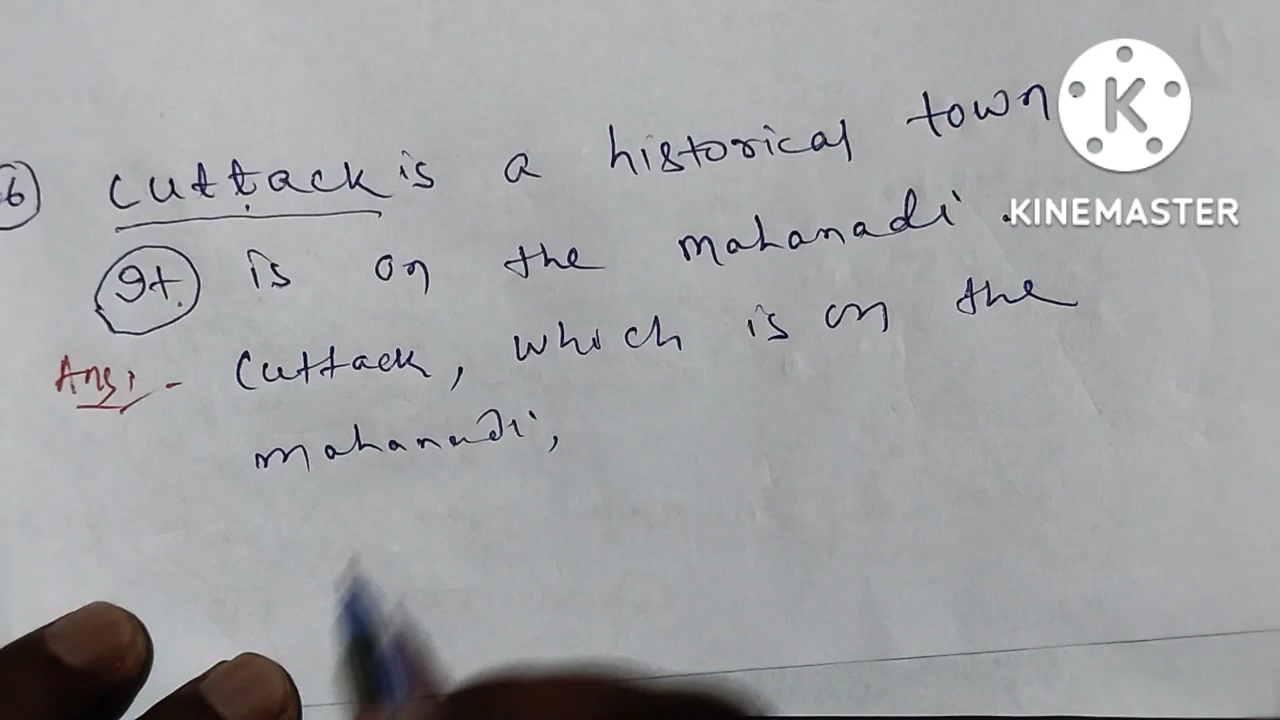 6 Cuttack is a historical town
It is on the mahanadi.
Ans:- Cuttack, which is on the
mahanadi,
K
KINEMASTER